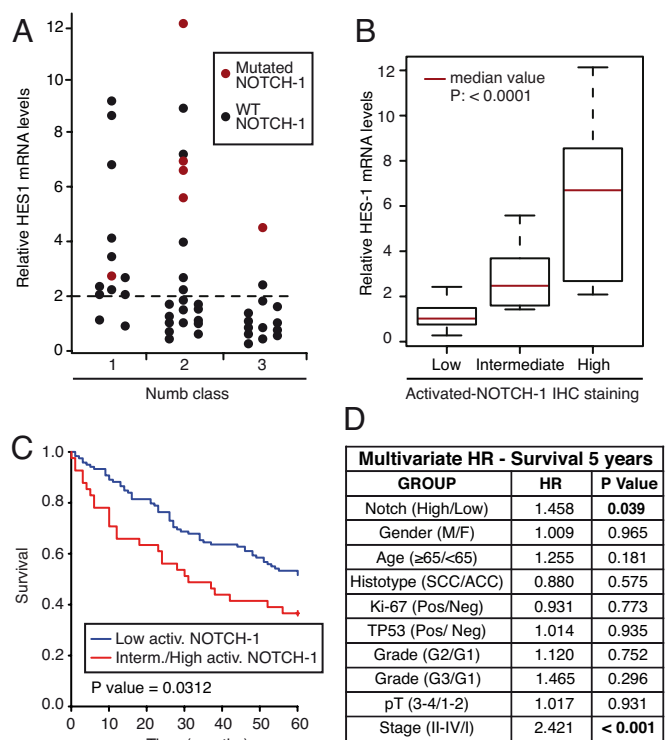 A
Relative HES1 mRNA levels
12
10
8
6
4
2
0
Mutated
NOTCH-1
WT
NOTCH-1
1 2 3
Numb class
B
Relative HES-1 mRNA levels
12
10
8
6
4
2
0
median value
P: < 0.0001
Low Intermediate High
Activated-NOTCH-1 IHC staining
C
Survival
1.0
0.8
0.6
0.4
0.2
0.0
Low activ. NOTCH-1
Interm./High activ. NOTCH-1
P value = 0.0312
0 10 20 30 40 50 60
D
Multivariate HR - Survival 5 years
GROUP HR P Value
Notch (High/Low) 1.458 0.039
Gender (M/F) 1.009 0.965
Age (≥65/<65) 1.255 0.181
Histotype (SCC/ACC) 0.880 0.575
Ki-67 (Pos/Neg) 0.931 0.773
TP53 (Pos/ Neg) 1.014 0.935
Grade (G2/G1) 1.120 0.752
Grade (G3/G1) 1.465 0.296
pT (3-4/1-2) 1.017 0.931
Stage (II-IV/I) 2.421 < 0.001